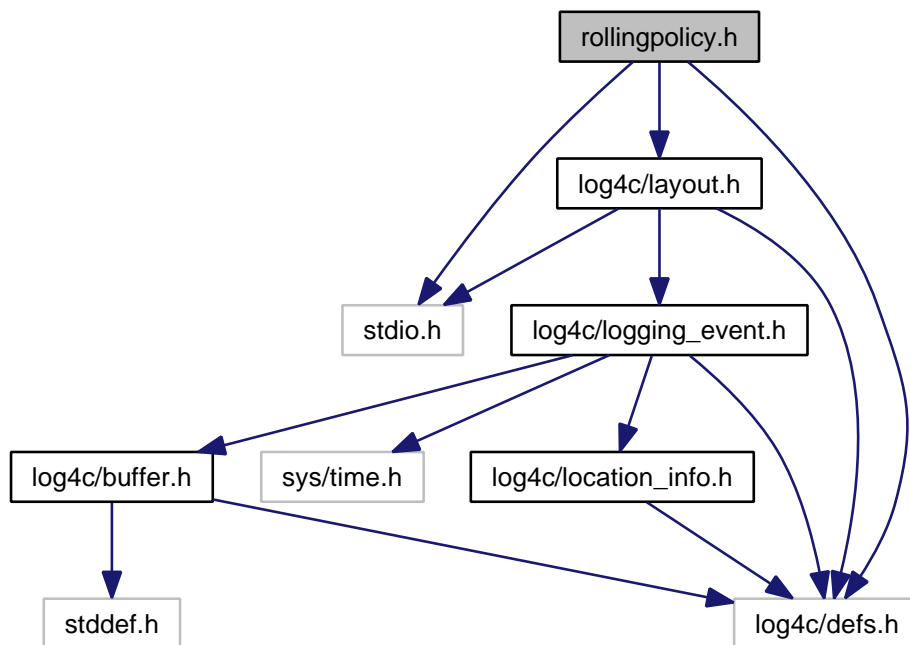 rollingpolicy.h
log4c/layout.h
stdio.h
log4c/logging_event.h
log4c/buffer.h
sys/time.h
log4c/location_info.h
stddef.h
log4c/defs.h